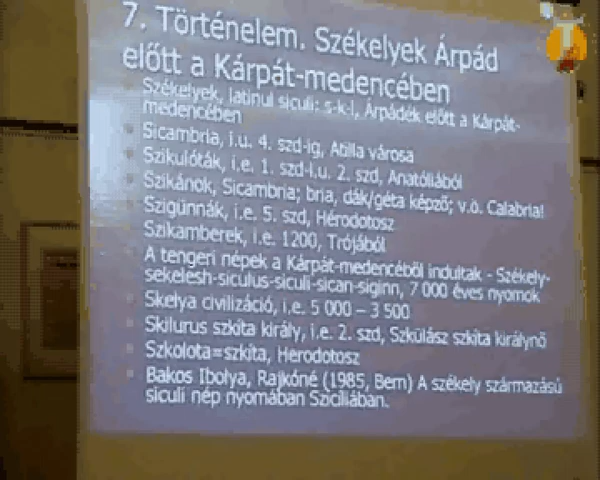 7. Történelem. Székelyek Árpád
előtt a Kárpát-medencében
Székelyek, latinul siculi: s-k-l, Árpádék előtt a Kárpát-
medencében
Sicambria, i.u. 4. szd-ig, Atilla városa
Szikulóták, i.e. 1. szd-i.u. 2. szd, Anatóliából
Szikánok, Sicambria; bria, dák/géta képző; v.ö. Calabria!
Szigünnák, i.e. 5. szd, Hérodotosz
Szikamberek, i.e. 1200, Trójából
A tengeri népek a Kárpát-medencéből indultak - Székely-
sekelesh-siculus-siculi-sican-siginn, 7 000 éves nyomok
Skelya civilizáció, i.e. 5 000 – 3 500
Skilurus szkíta király, i.e. 2. szd, Szkülász szkíta királynő
Szkolota=szkíta, Herodotosz
Bakos Ibolya, Rajkóné (1985, Bern) A székely származású
siculi nép nyomában Szicíliában.